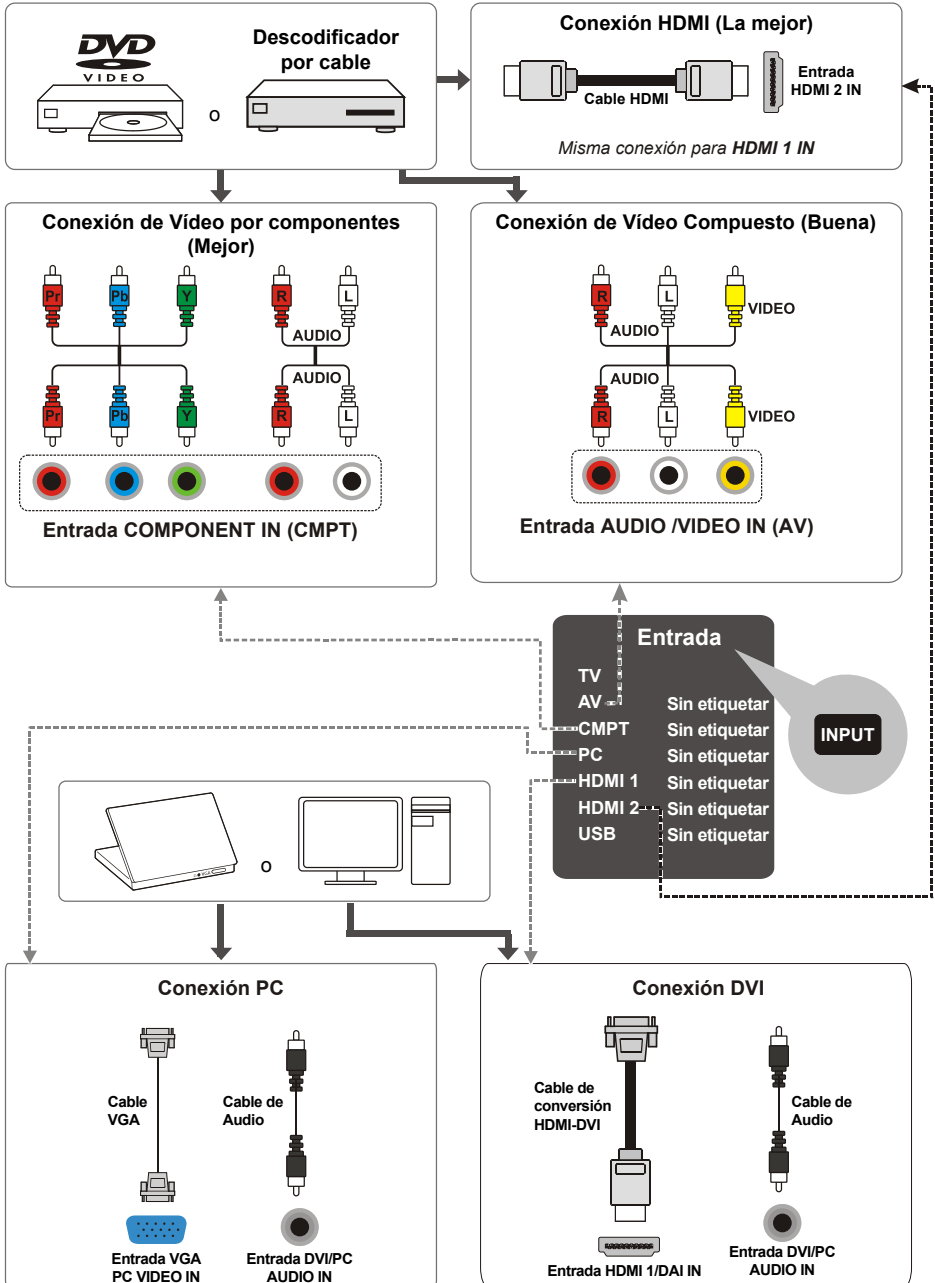 DVD
VIDEO
o
Descodificador
por cable
Conexión HDMI (La mejor)
Cable HDMI
Entrada
HDMI 2 IN
Misma conexión para HDMI 1 IN
Conexión de Vídeo por componentes
(Mejor)
Pr Pb Y R L
AUDIO
AUDIO
Pr Pb Y R L
Entrada COMPONENT IN (CMPT)
Conexión de Vídeo Compuesto (Buena)
R L VIDEO
AUDIO
AUDIO
R L VIDEO
Entrada AUDIO /VIDEO IN (AV)
Entrada
TV
AV Sin etiquetar
CMPT Sin etiquetar
PC Sin etiquetar
HDMI 1 Sin etiquetar
HDMI 2 Sin etiquetar
USB Sin etiquetar
INPUT
o
Conexión PC
Cable
VGA
Cable de
Audio
Entrada VGA
PC VIDEO IN
Entrada DVI/PC
AUDIO IN
Conexión DVI
Cable de
conversión
HDMI-DVI
Cable de
Audio
Entrada HDMI 1/DAI IN
Entrada DVI/PC
AUDIO IN